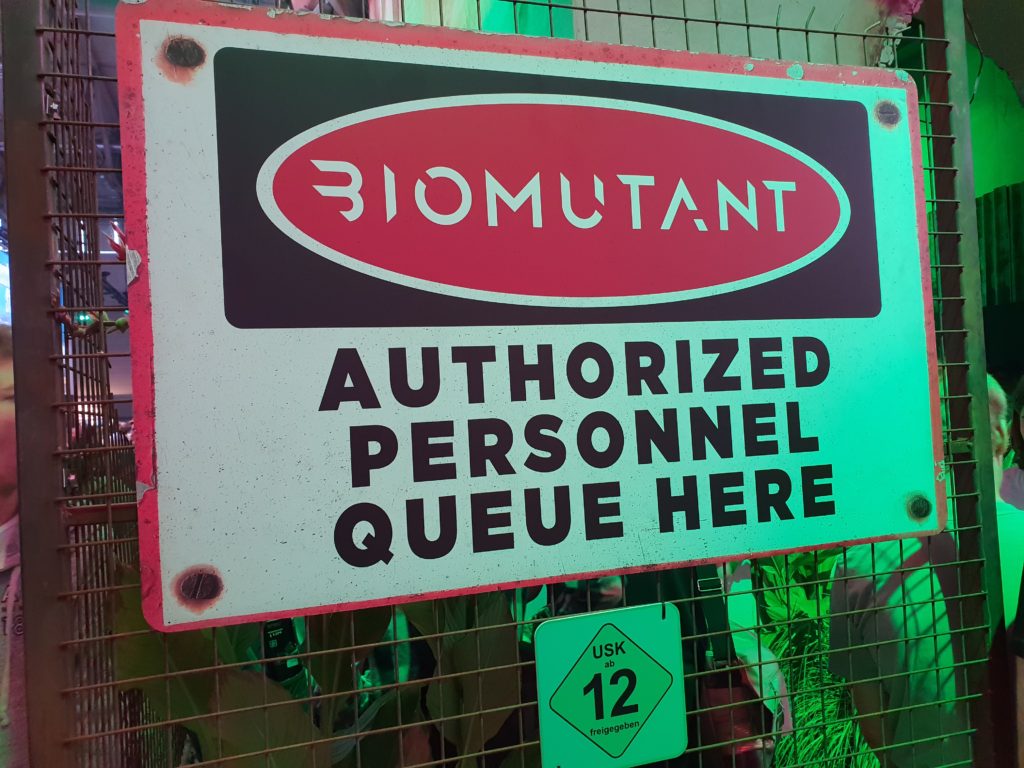 BIOMUTANT
AUTHORIZED
PERSONNEL
QUEUE HERE
USK
ab
12
freigegeben